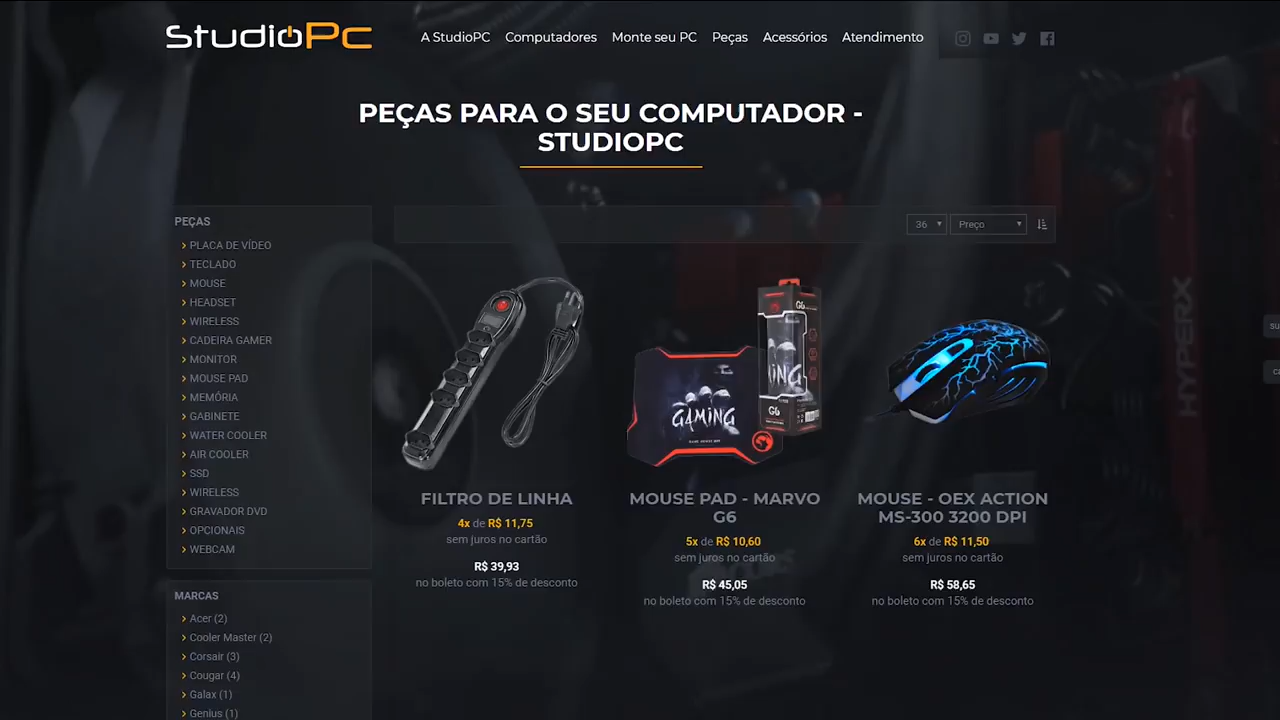 StudioPc
A StudioPC
Computadores
Monte seu PC
Peças
Acessórios
Atendimento
PEÇAS PARA O SEU COMPUTADOR -
STUDIOPC
PEÇAS
PLACA DE VÍDEO
TECLADO
MOUSE
HEADSET
WIRELESS
CADEIRA GAMER
MONITOR
MOUSE PAD
MEMÓRIA
GABINETE
WATER COOLER
AIR COOLER
SSD
WIRELESS
GRAVADOR DVD
OPCIONAIS
WEBCAM
MARCAS
Acer (2)
Cooler Master (2)
Corsair (3)
Cougar (4)
Galax (1)
Genius (1)
36
Preço
FILTRO DE LINHA
4x de R$ 11,75
sem juros no cartão
R$ 39,93
no boleto com 15% de desconto
GAMING
G6
G6
MOUSE PAD - MARVO
G6
5x de R$ 10,60
sem juros no cartão
R$ 45,05
no boleto com 15% de desconto
MOUSE - OEX ACTION
MS-300 3200 DPI
6x de R$ 11,50
sem juros no cartão
R$ 58,65
no boleto com 15% de desconto
HYPERX